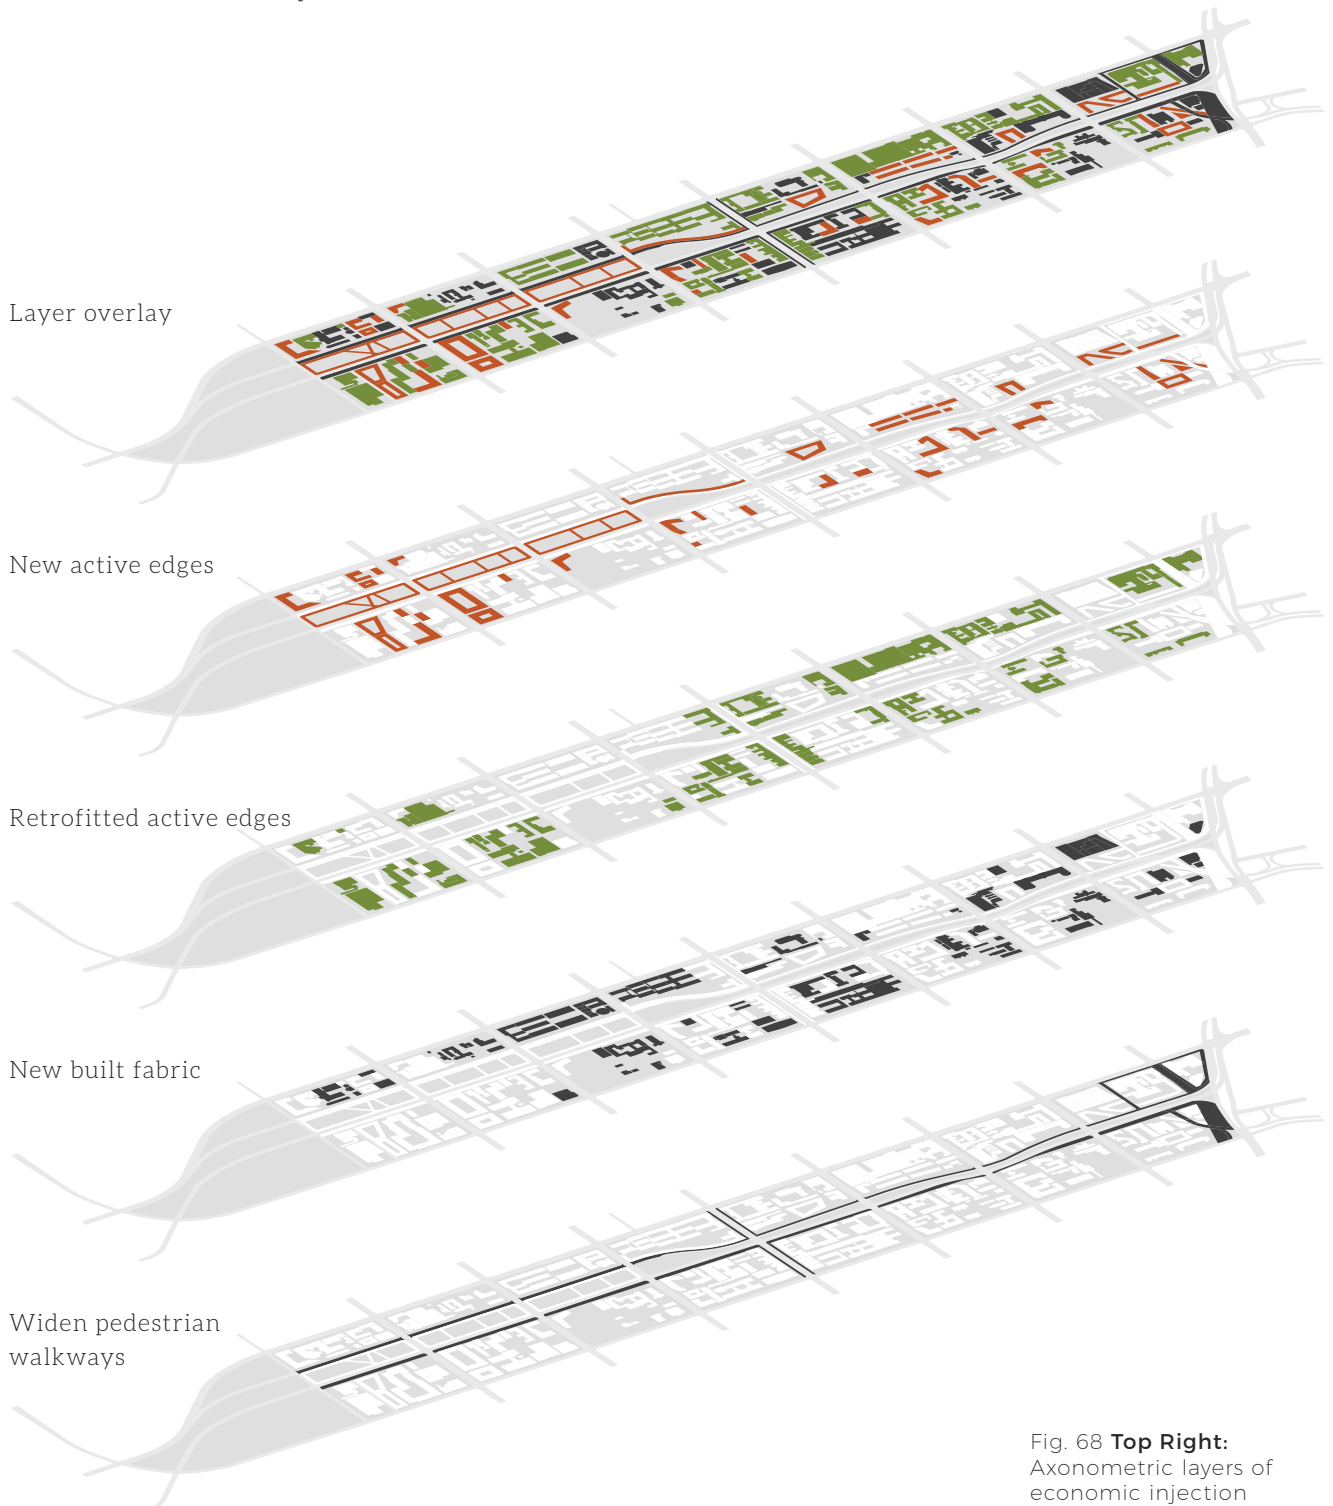 Layer overlay
New active edges
Retrofitted active edges
New built fabric
Widen pedestrian
walkways
Fig. 68 Top Right:
Axonometric layers of
economic injection